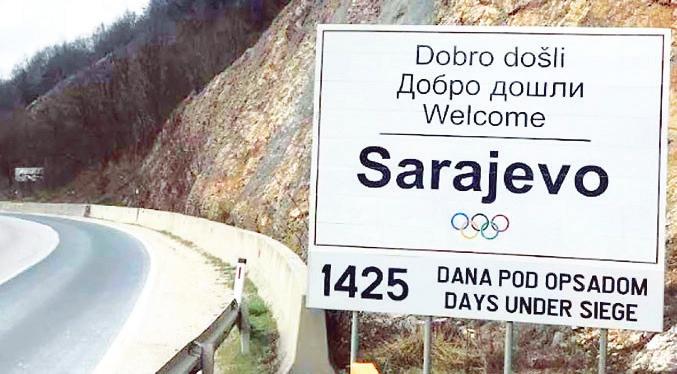 Dobro došli
Добро дошли
Welcome
Sarajevo
1425 DANA POD OPSADOM
DAYS UNDER SIEGE